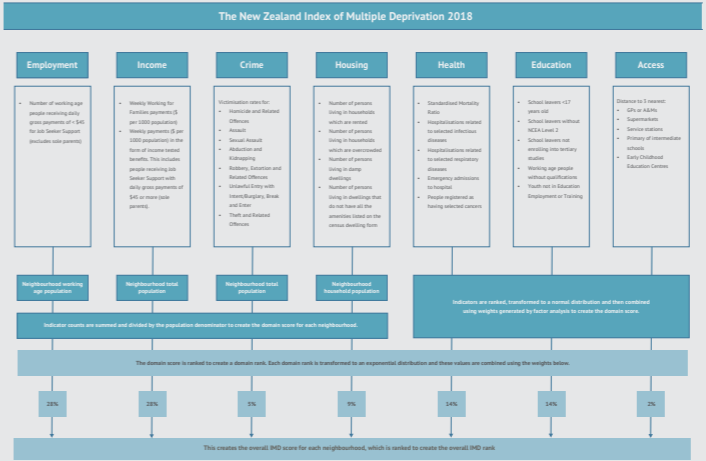 The New Zealand Index of Multiple Deprivation 2018
Employment
Income
Crime
Housing
Health
Education
Access
• Number of working age
people receiving daily
gross payments of > $45
for Job Seeker Support
(excludes sole parents)
• Weekly Working for
Families payments ($
per 1000 population)
• Weekly payments ($ per
1000 population) in the
form of income tested
benefits. This includes
people receiving Job
Seeker Support with
daily gross payments of
$45 or more (sole
parents).
Victimisation rates for:
• Homicide and Related
Offences
• Assault
• Sexual Assault
• Abduction and
Kidnapping
• Robbery, Extortion and
Related Offences
• Unlawful Entry with
Intent/Burglary, Break
and Enter
• Theft and Related
Offences
• Number of persons
living in households
which are rented
• Number of persons
living in households
which are overcrowded
• Number of persons
living in damp
dwellings
• Number of persons
living in dwellings that
do not have all the
amenities listed on the
census dwelling form
• Standardised Mortality
Ratio
• Hospitalisations related
to selected infectious
diseases
• Hospitalisations related
to selected respiratory
diseases
• Emergency admissions
to hospital
• People registered as
having selected cancers
• School leavers <17
years old
• School leavers without
NCEA Level 2
• School leavers not
enrolling into tertiary
studies
• Working age people
without qualifications
• Youth not in Education
Employment or Training
Distance to 3 nearest:
• GPs or A&Ms
• Supermarkets
• Service stations
• Primary of intermediate
schools
• Early Childhood
Education Centres
Neighbourhood working
age population
Neighbourhood total
population
Neighbourhood total
population
Neighbourhood
household population
Indicators are ranked, transformed to a normal distribution and then combined
using weights generated by factor analysis to create the domain score.
Indicator counts are summed and divided by the population denominator to create the domain score for each neighbourhood.
The domain score is ranked to create a domain rank. Each domain rank is transformed to an exponential distribution and these values are combined using the weights below.
28%
28%
5%
9%
14%
14%
2%
This creates the overall IMD score for each neighbourhood, which is ranked to create the overall IMD rank